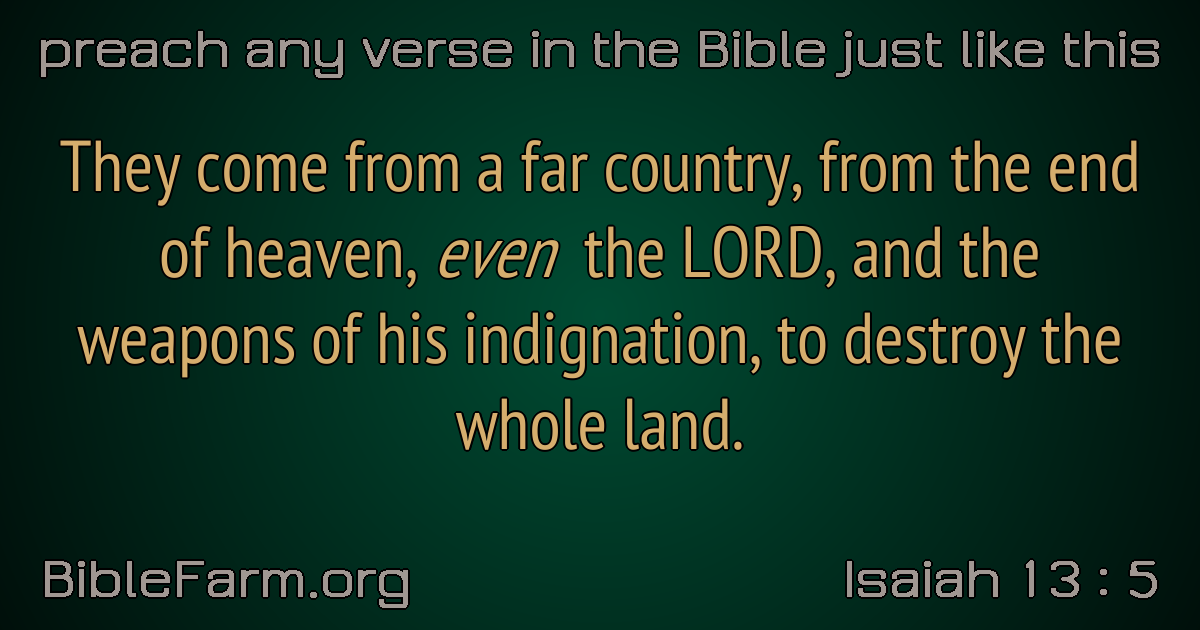 preach any verse in the Bible just like this
They come from a far country, from the end
of heaven, even the LORD, and the
weapons of his indignation, to destroy the
whole land.
BibleFarm.org
Isaiah 13 : 5